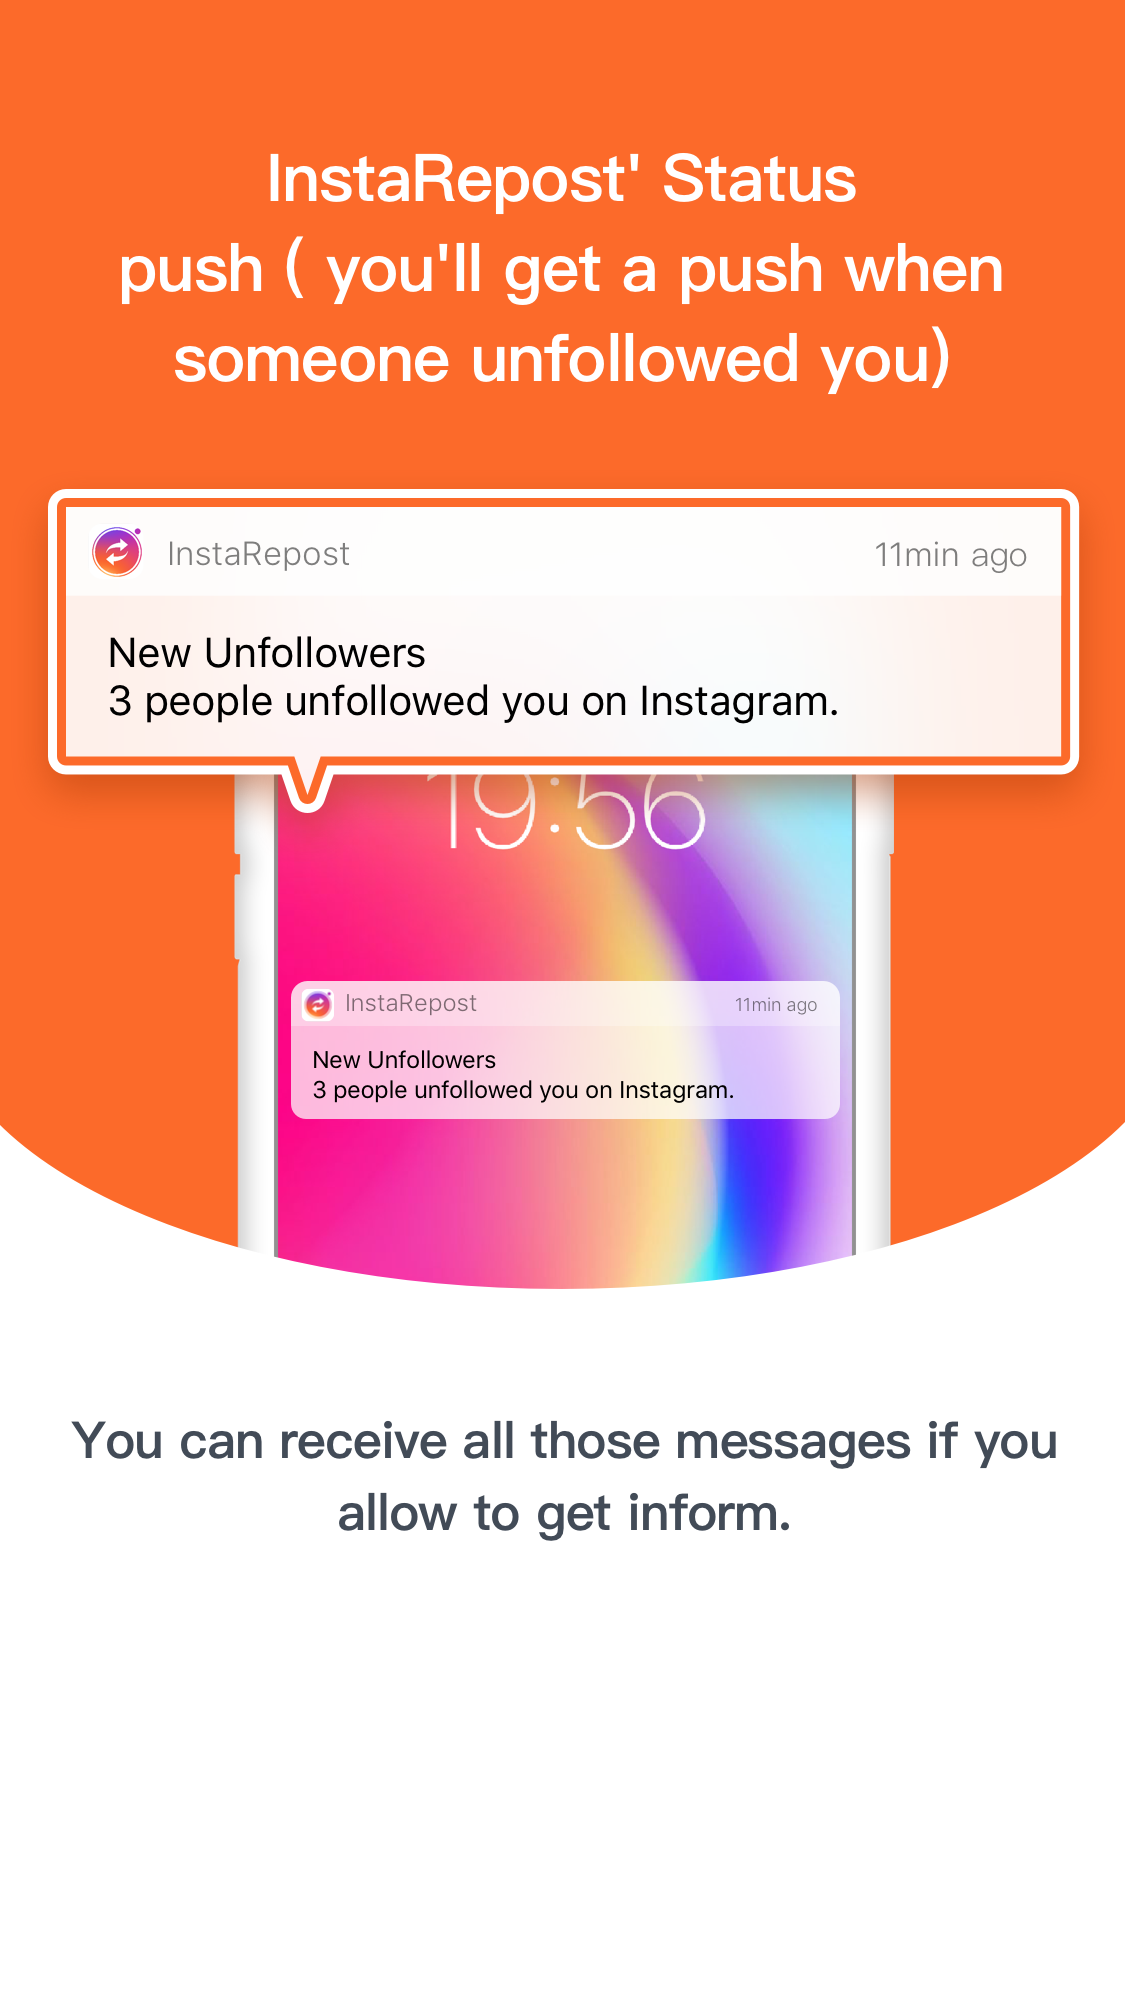 InstaRepost' Status
push ( you'll get a push when
someone unfollowed you)
InstaRepost 11min ago
New Unfollowers
3 people unfollowed you on Instagram.
19:56
InstaRepost 11min ago
New Unfollowers
3 people unfollowed you on Instagram.
You can receive all those messages if you
allow to get inform.